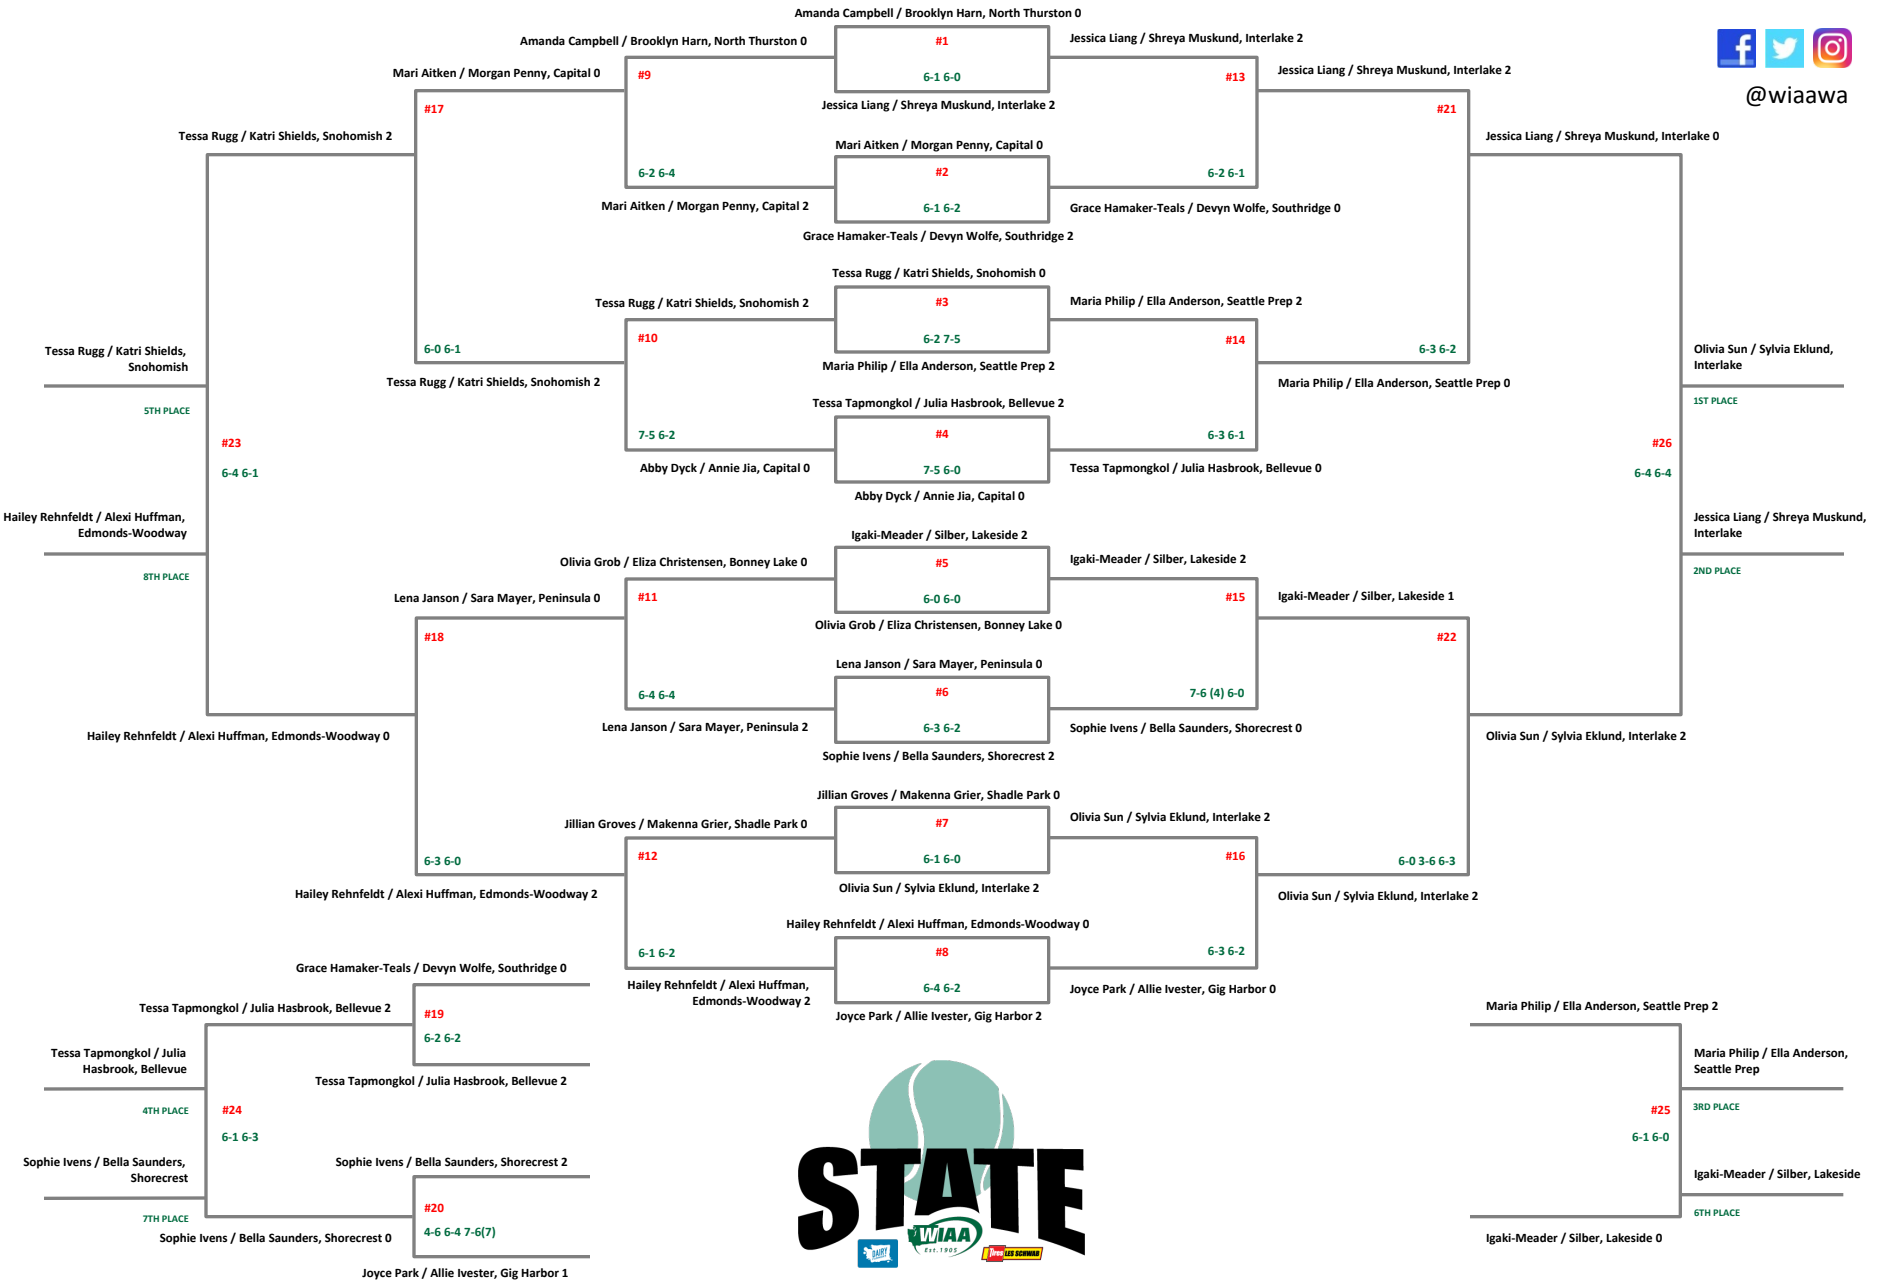 Amanda Campbell / Brooklyn Harn, North Thurston 0
Amanda Campbell / Brooklyn Harn, North Thurston 0
#1
Jessica Liang / Shreya Muskund, Interlake 2
Mari Aitken / Morgan Penny, Capital 0
#9
6-1 6-0
#13
Jessica Liang / Shreya Muskund, Interlake 2
@wiaawa
#17
Jessica Liang / Shreya Muskund, Interlake 2
#21
Tessa Rugg / Katri Shields, Snohomish 2
Mari Aitken / Morgan Penny, Capital 0
Jessica Liang / Shreya Muskund, Interlake 0
6-2 6-4
#2
6-2 6-1
Mari Aitken / Morgan Penny, Capital 2
6-1 6-2
Grace Hamaker-Teals / Devyn Wolfe, Southridge 0
Grace Hamaker-Teals / Devyn Wolfe, Southridge 2
Tessa Rugg / Katri Shields, Snohomish 0
Tessa Rugg / Katri Shields, Snohomish 2
#3
Maria Philip / Ella Anderson, Seattle Prep 2
#10
6-2 7-5
#14
6-0 6-1
6-3 6-2
Tessa Rugg / Katri Shields,
Snohomish
Maria Philip / Ella Anderson, Seattle Prep 2
Olivia Sun / Sylvia Eklund,
Interlake
Tessa Rugg / Katri Shields, Snohomish 2
Maria Philip / Ella Anderson, Seattle Prep 0
5TH PLACE
Tessa Tapmongkol / Julia Hasbrook, Bellevue 2
1ST PLACE
#23
7-5 6-2
#4
6-3 6-1
#26
6-4 6-1
Abby Dyck / Annie Jia, Capital 0
7-5 6-0
Tessa Tapmongkol / Julia Hasbrook, Bellevue 0
6-4 6-4
Abby Dyck / Annie Jia, Capital 0
Hailey Rehnfeldt / Alexi Huffman,
Edmonds-Woodway
Igaki-Meader / Silber, Lakeside 2
Jessica Liang / Shreya Muskund,
Interlake
8TH PLACE
Olivia Grob / Eliza Christensen, Bonney Lake 0
#5
Igaki-Meader / Silber, Lakeside 2
2ND PLACE
Lena Janson / Sara Mayer, Peninsula 0
#11
6-0 6-0
#15
Igaki-Meader / Silber, Lakeside 1
#18
Olivia Grob / Eliza Christensen, Bonney Lake 0
#22
Lena Janson / Sara Mayer, Peninsula 0
6-4 6-4
#6
7-6 (4) 6-0
Lena Janson / Sara Mayer, Peninsula 2
6-3 6-2
Sophie Ivens / Bella Saunders, Shorecrest 0
Hailey Rehnfeldt / Alexi Huffman, Edmonds-Woodway 0
Sophie Ivens / Bella Saunders, Shorecrest 2
Olivia Sun / Sylvia Eklund, Interlake 2
Jillian Groves / Makenna Grier, Shadle Park 0
Jillian Groves / Makenna Grier, Shadle Park 0
#7
Olivia Sun / Sylvia Eklund, Interlake 2
6-3 6-0
#12
6-1 6-0
#16
6-0 3-6 6-3
Hailey Rehnfeldt / Alexi Huffman, Edmonds-Woodway 2
Olivia Sun / Sylvia Eklund, Interlake 2
Olivia Sun / Sylvia Eklund, Interlake 2
Hailey Rehnfeldt / Alexi Huffman, Edmonds-Woodway 0
6-1 6-2
#8
6-3 6-2
Grace Hamaker-Teals / Devyn Wolfe, Southridge 0
Hailey Rehnfeldt / Alexi Huffman,
Edmonds-Woodway 2
6-4 6-2
Joyce Park / Allie Ivester, Gig Harbor 0
Tessa Tapmongkol / Julia Hasbrook, Bellevue 2
#19
Joyce Park / Allie Ivester, Gig Harbor 2
Maria Philip / Ella Anderson, Seattle Prep 2
6-2 6-2
Tessa Tapmongkol / Julia
Hasbrook, Bellevue
Maria Philip / Ella Anderson,
Seattle Prep
Tessa Tapmongkol / Julia Hasbrook, Bellevue 2
4TH PLACE
#24
#25
3RD PLACE
6-1 6-3
6-1 6-0
Sophie Ivens / Bella Saunders,
Shorecrest
Sophie Ivens / Bella Saunders, Shorecrest 2
Igaki-Meader / Silber, Lakeside
7TH PLACE
#20
6TH PLACE
Sophie Ivens / Bella Saunders, Shorecrest 0
4-6 6-4 7-6(7)
Igaki-Meader / Silber, Lakeside 0
Joyce Park / Allie Ivester, Gig Harbor 1
STATE
WIAA
Est. 1905
DAIRY
Tires LES SCHWAB